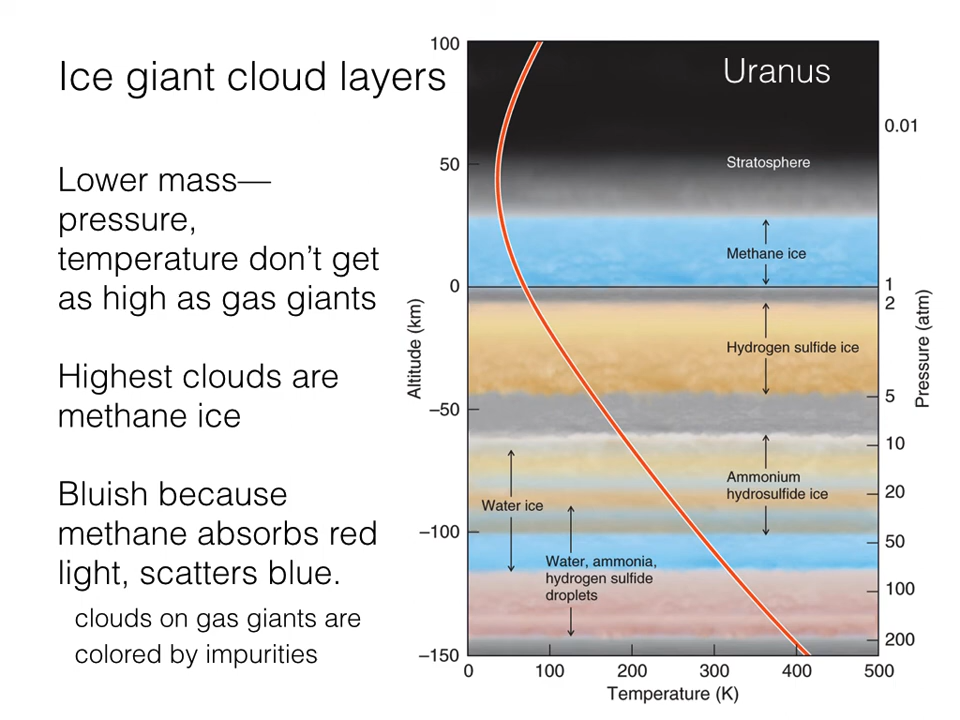 Ice giant cloud layers
Lower mass—
pressure,
temperature don’t get
as high as gas giants
Highest clouds are
methane ice
Bluish because
methane absorbs red
light, scatters blue.
clouds on gas giants are
colored by impurities
Uranus
Stratosphere
Methane ice
Hydrogen sulfide ice
Ammonium
hydrosulfide ice
Water ice
Water, ammonia,
hydrogen sulfide
droplets
Altitude (km)
100
50
0
−50
−100
−150
Pressure (atm)
0.01
1
2
5
10
20
50
100
200
0 100 200 300 400 500
Temperature (K)